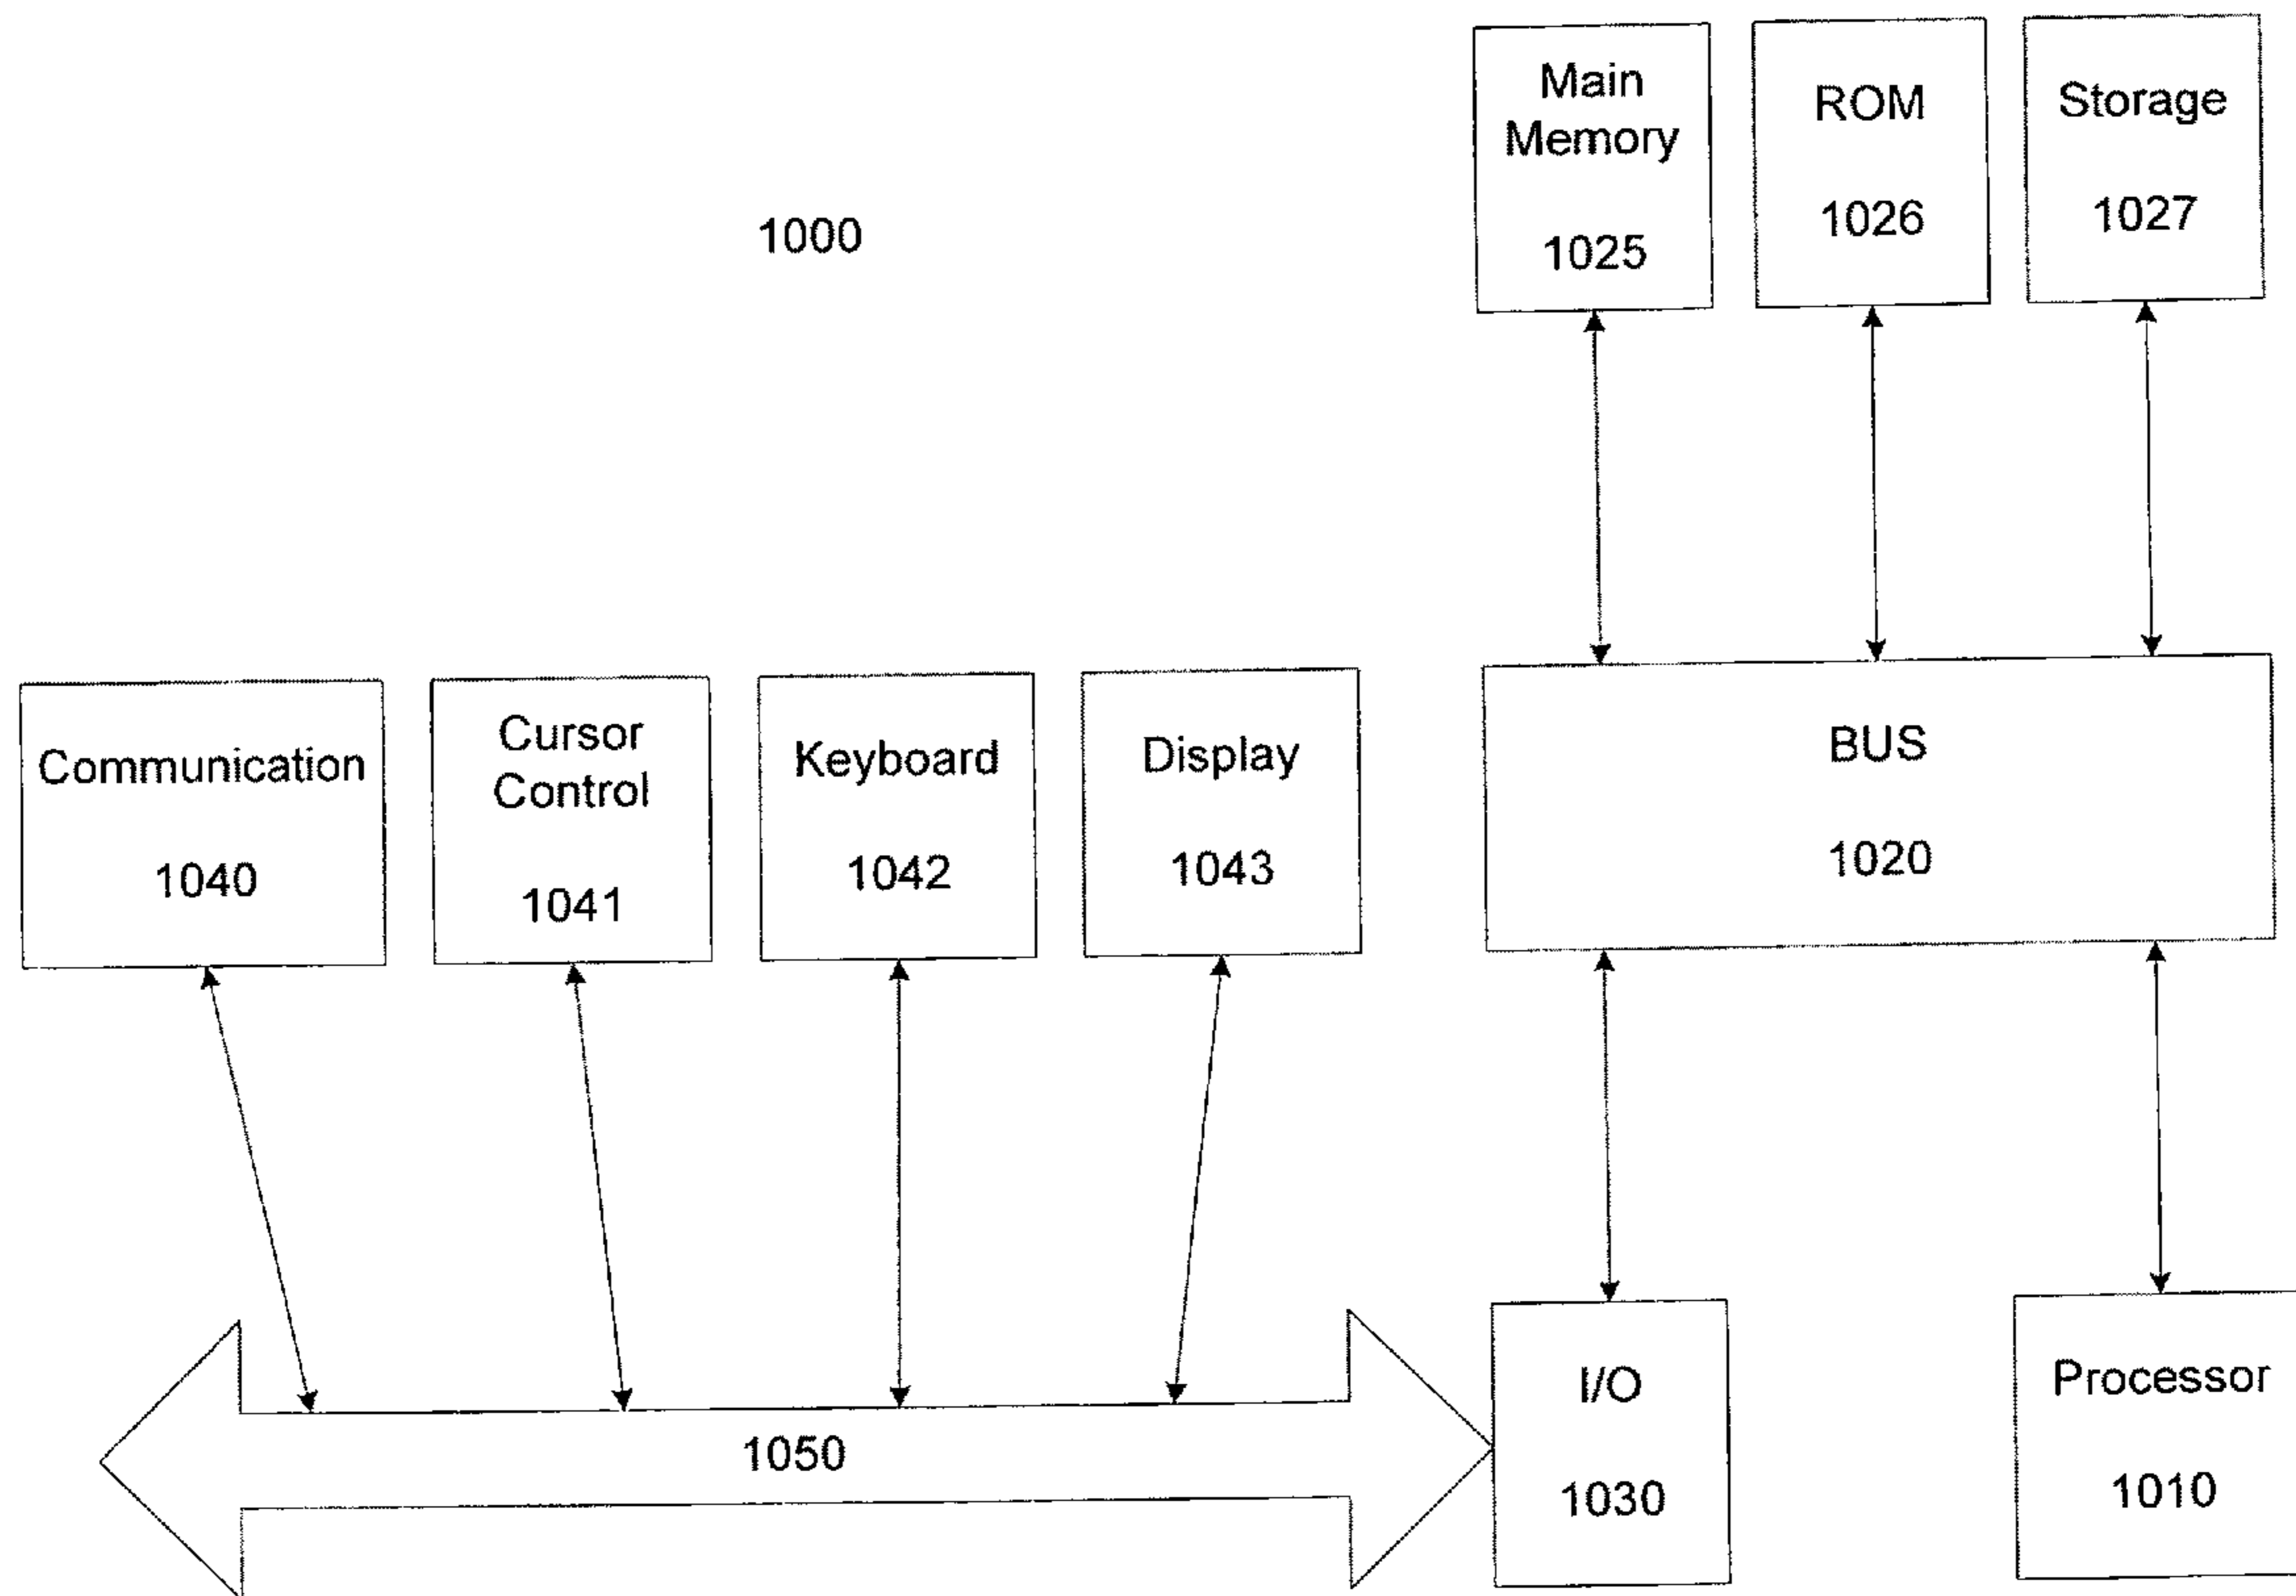 1000
Main
Memory
1025
ROM
1026
Storage
1027
Communication
1040
Cursor
Control
1041
Keyboard
1042
Display
1043
BUS
1020
1050
I/O
1030
Processor
1010